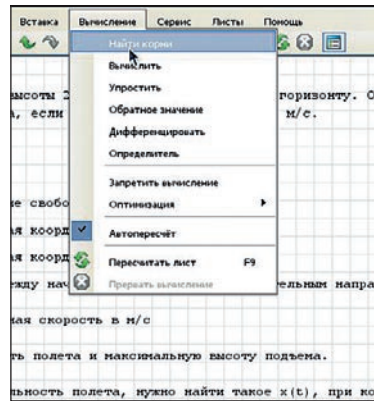 Вставка Вычисление Сервис Листы Помощь
Найти корни
Вычислить
высоты 2 горизонту. О
Упростить
, если м/с.
Обратное значение
Дифференцировать
Определитель
Запретить вычисление
е свобо
Оптимизация
я коорд
Автопересчёт
я коорд
Пересчитать лист F9
жду нач ельным напра
Прервать вычисление
ная скорость в м/с
ть полета и максимальную высоту подъема.
льность полета, нужно найти такое x(t), при ко